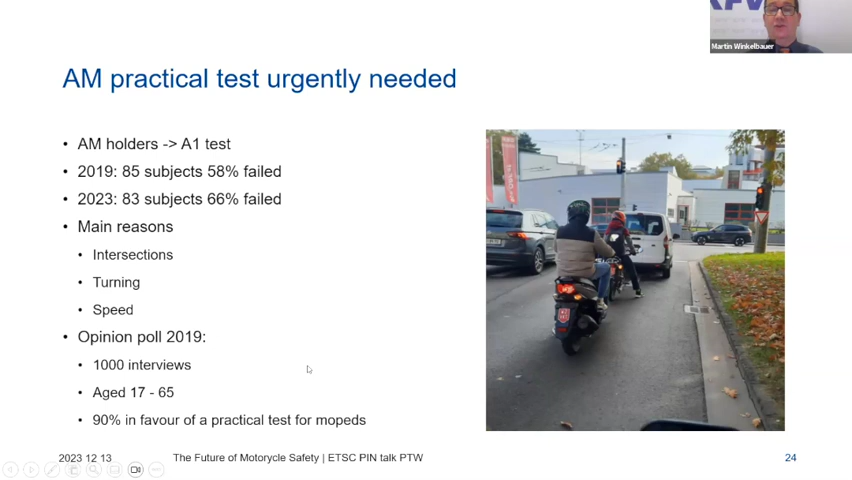 KFV
Martin Winkelbauer
AM practical test urgently needed
• AM holders -> A1 test
• 2019: 85 subjects 58% failed
• 2023: 83 subjects 66% failed
• Main reasons
• Intersections
• Turning
• Speed
• Opinion poll 2019:
• 1000 interviews
• Aged 17 - 65
• 90% in favour of a practical test for mopeds
2023 12 13
The Future of Motorycle Safety | ETSC PIN talk PTW
24